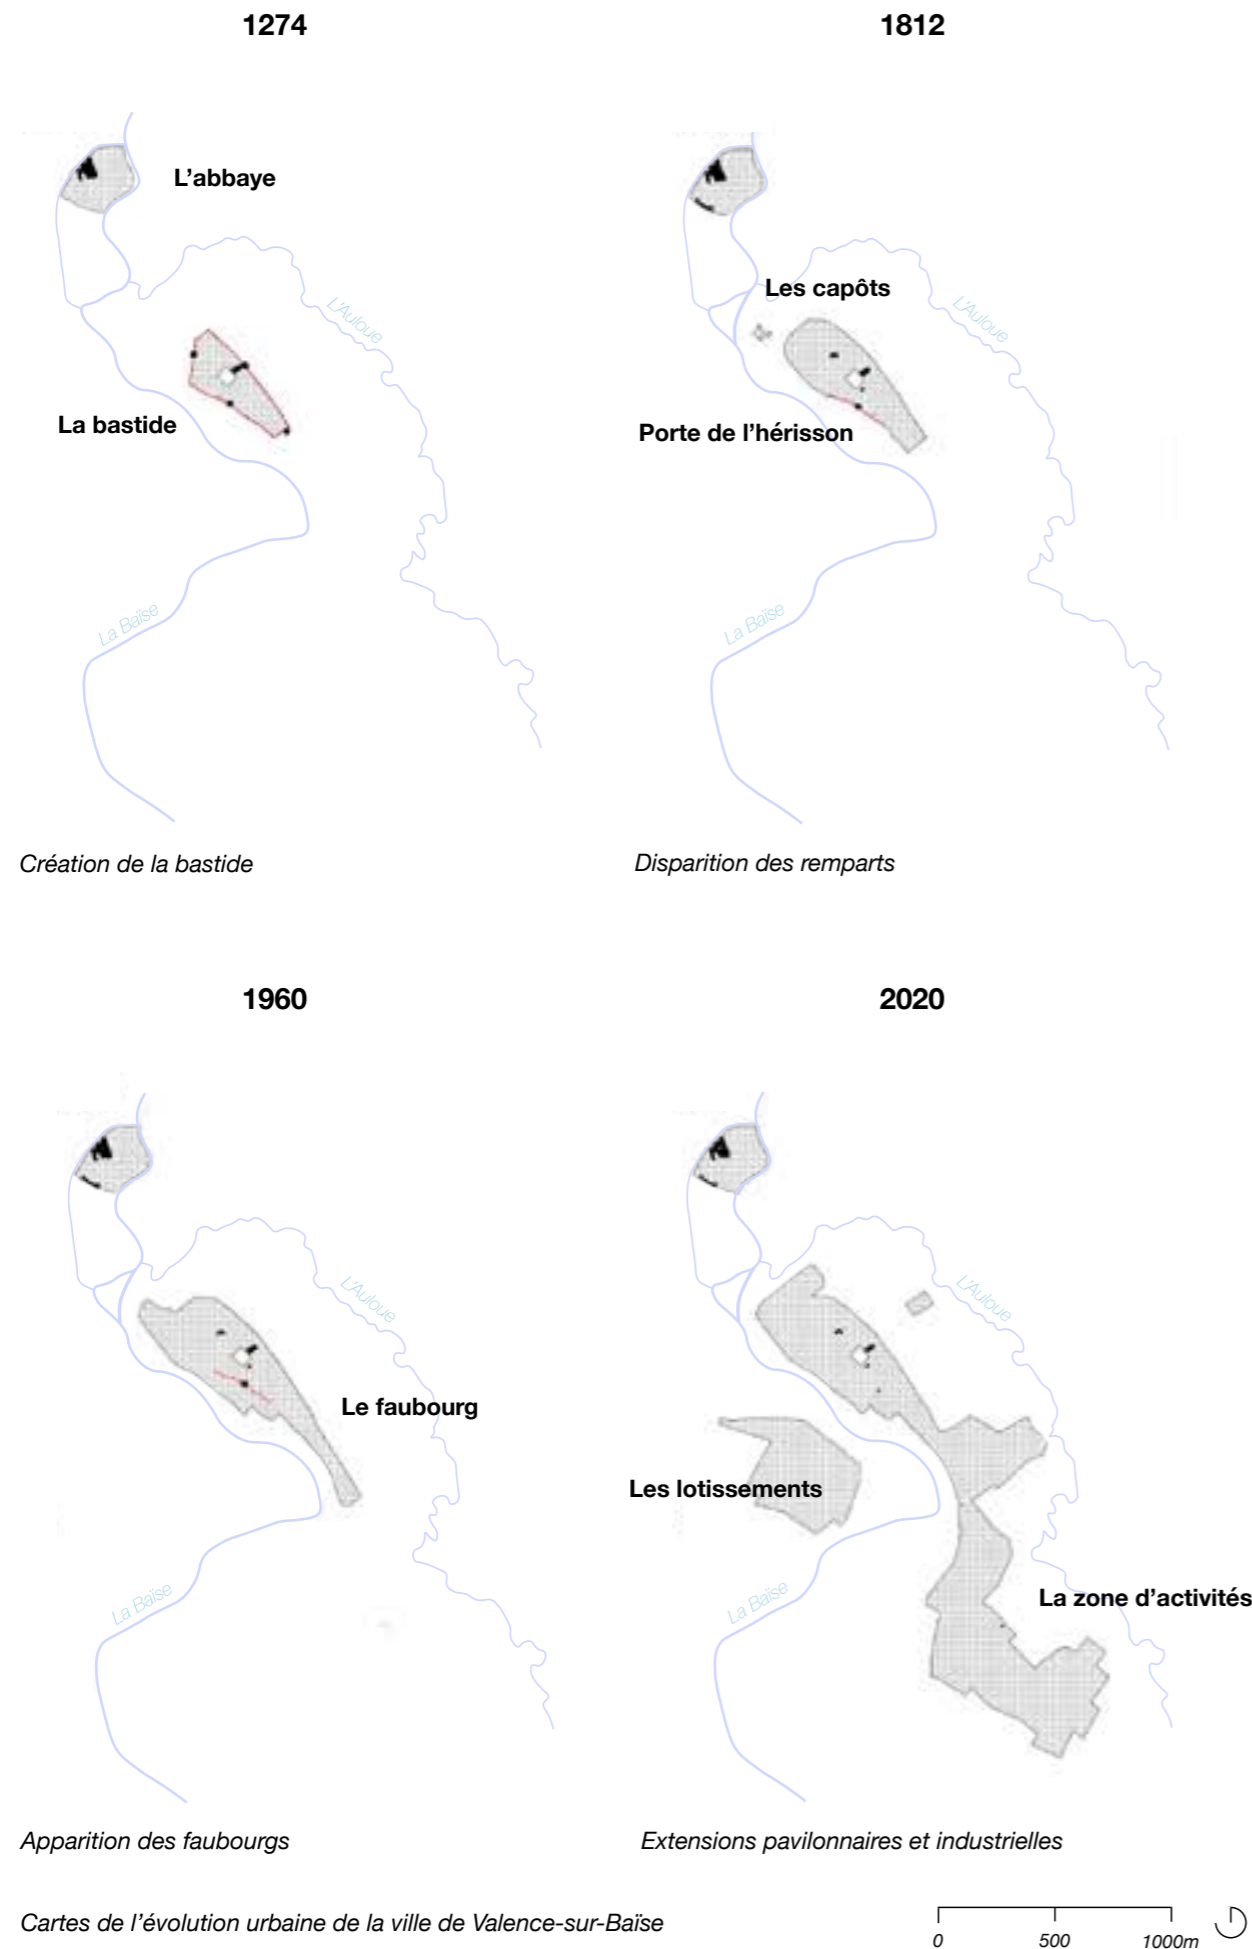 1274
L’abbaye
L’Auloue
La bastide
La Baïse
Création de la bastide
1812
Les capôts
L’Auloue
Porte de l’hérisson
La Baïse
Disparition des remparts
1960
L’Auloue
Le faubourg
La Baïse
Apparition des faubourgs
2020
L’Auloue
Les lotissements
La zone d’activités
La Baïse
Extensions pavilonnaires et industrielles
Cartes de l’évolution urbaine de la ville de Valence-sur-Baïse
0 500 1000m